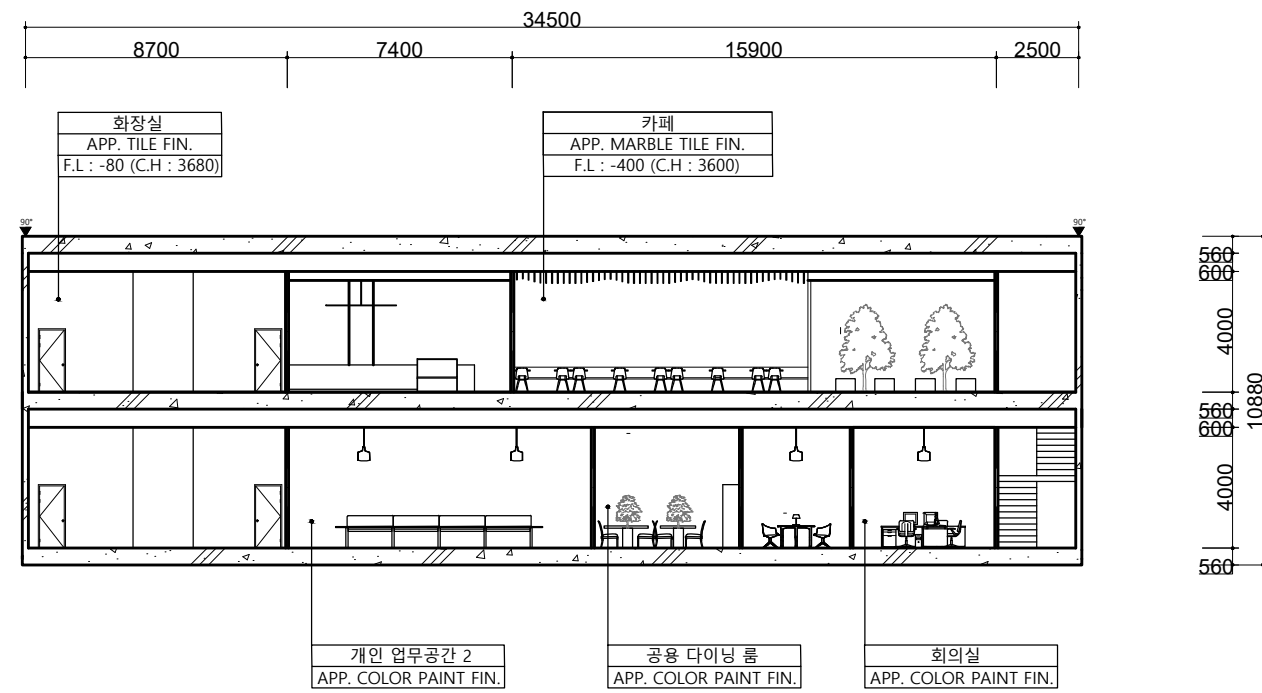 34500
8700
7400
15900
2500
화장실
APP. TILE FIN.
F.L : -80 (C.H : 3680)
카페
APP. MARBLE TILE FIN.
F.L : -400 (C.H : 3600)
90°
90°
560
600
4000
560
600
4000
560
10880
개인 업무공간 2
APP. COLOR PAINT FIN.
공용 다이닝 룸
APP. COLOR PAINT FIN.
회의실
APP. COLOR PAINT FIN.